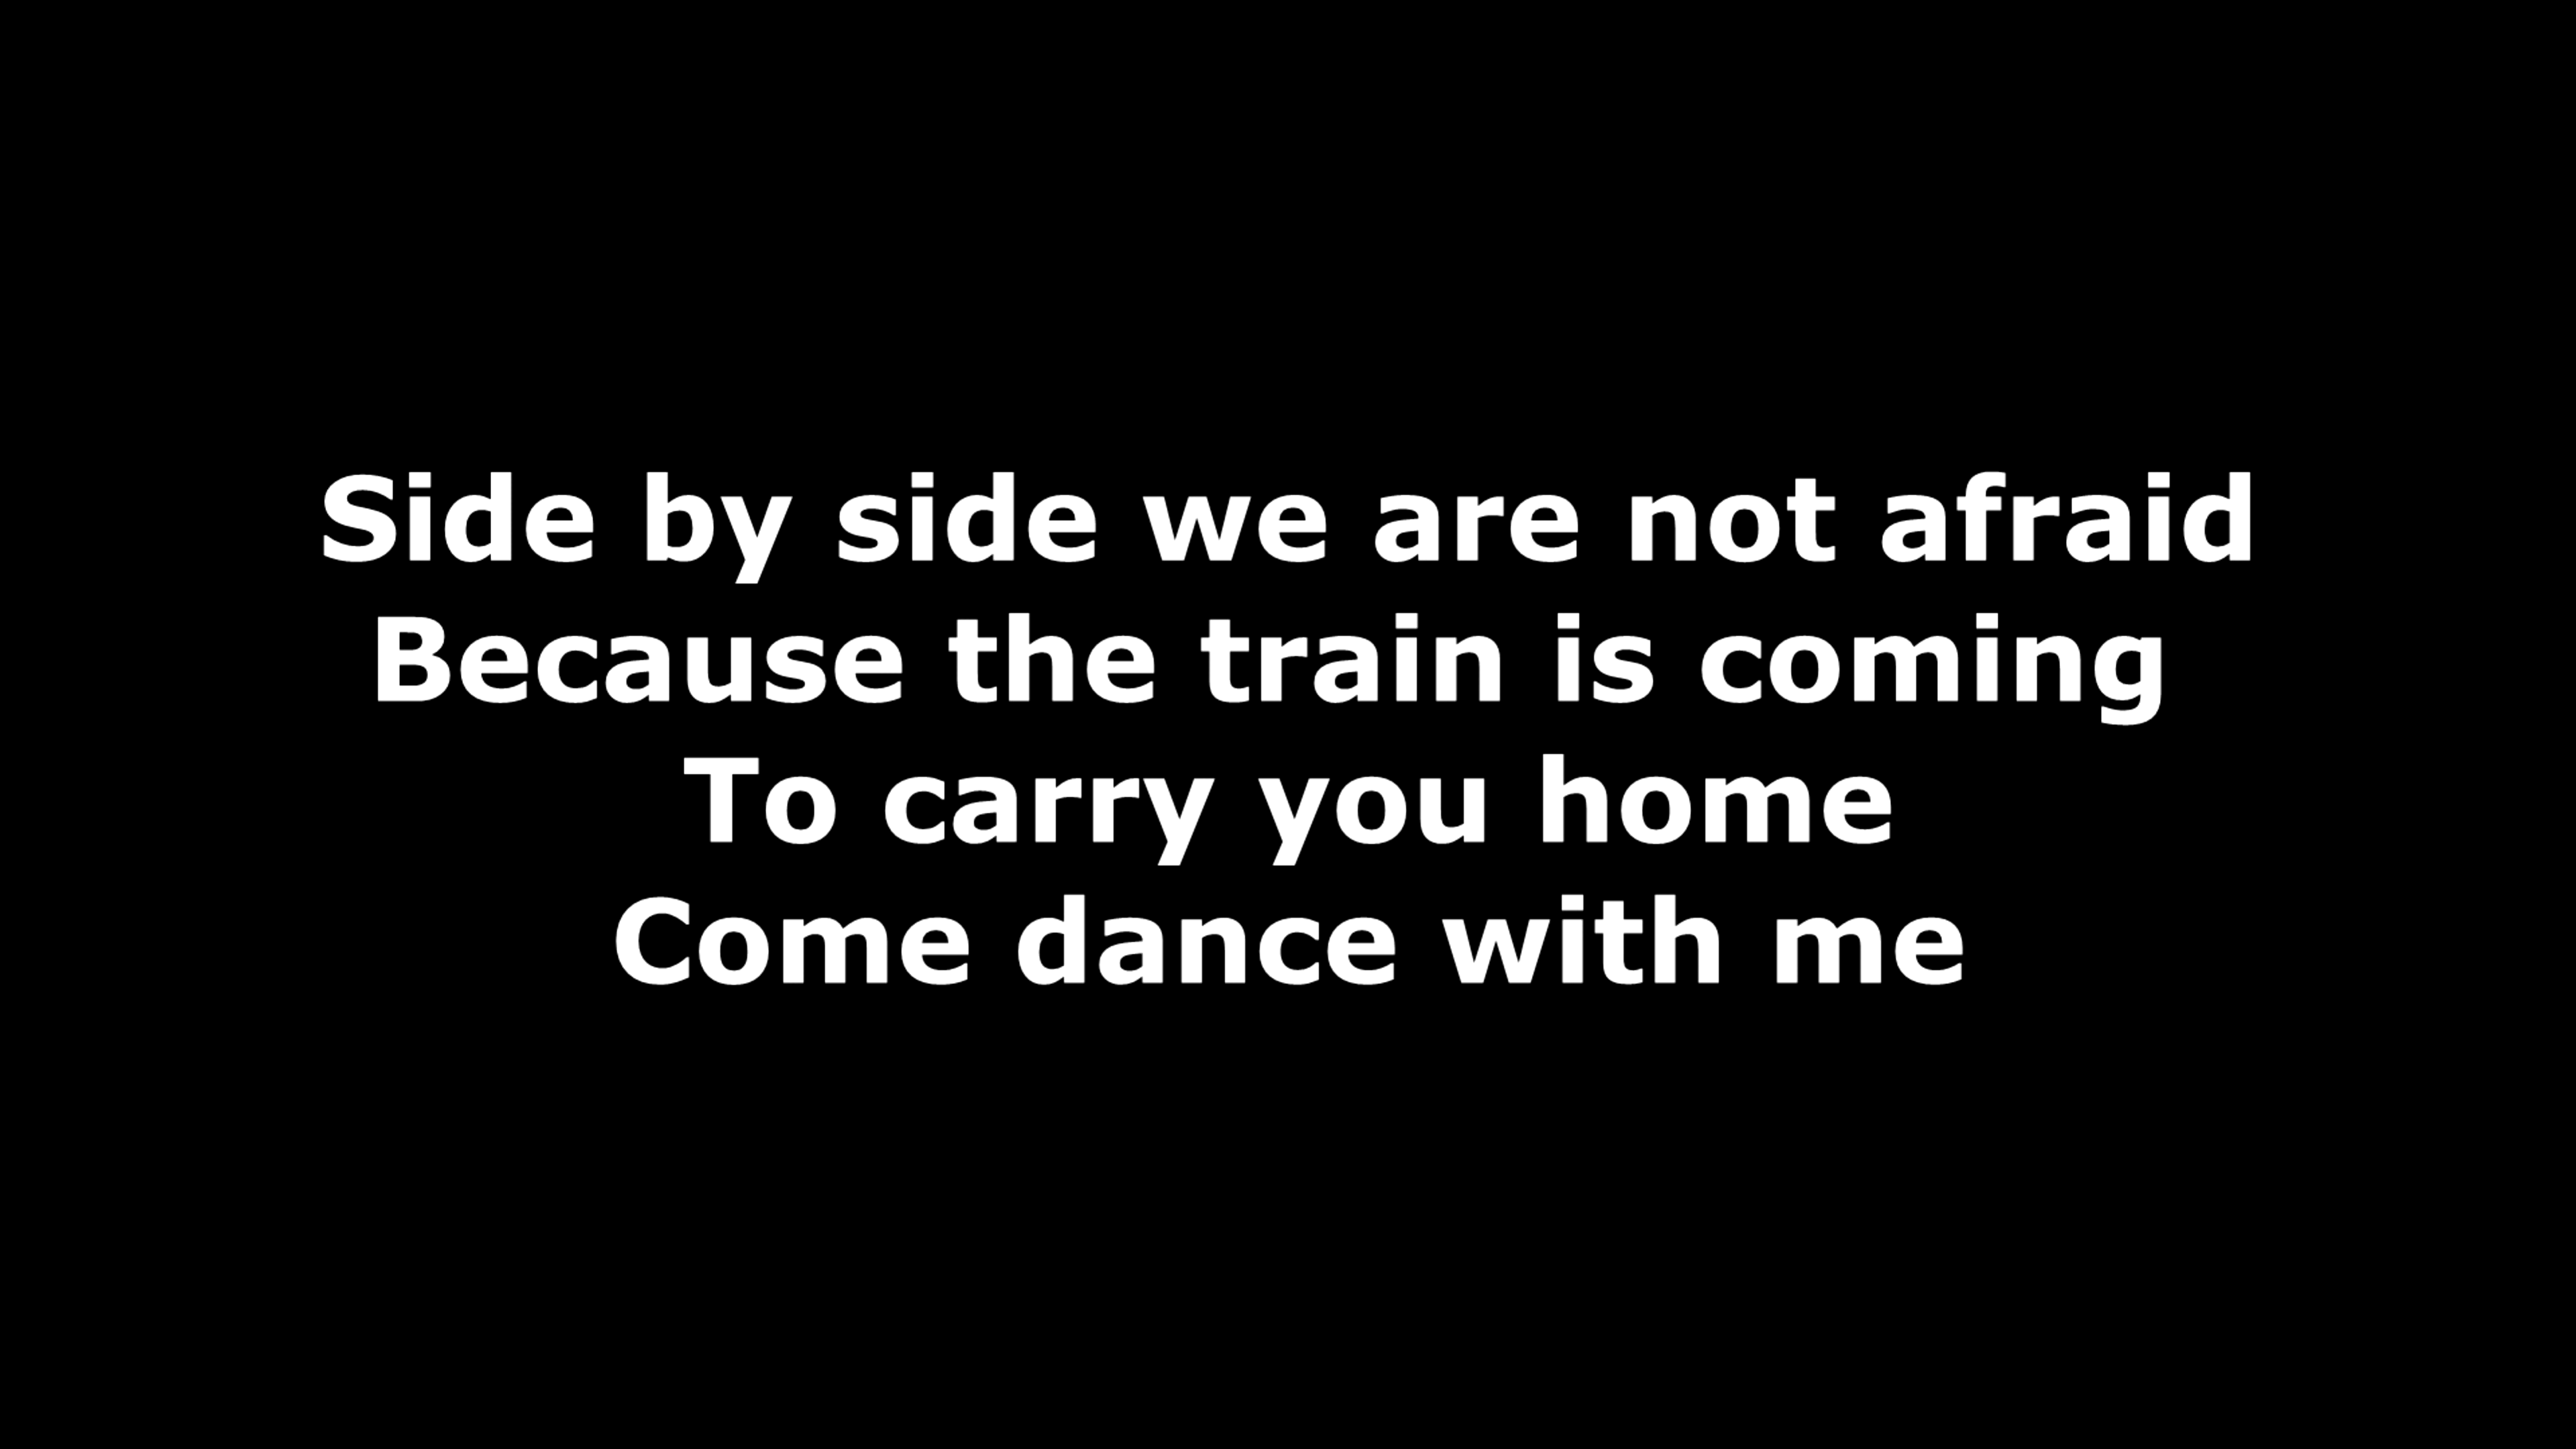 Side by side we are not afraid
Because the train is coming
To carry you home
Come dance with me